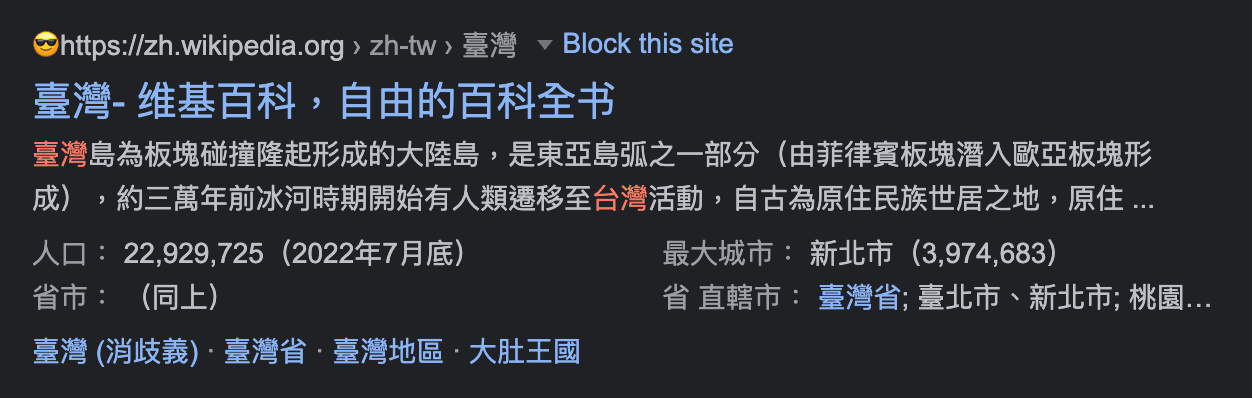 😎https://zh.wikipedia.org › zh-tw › 臺灣 ▼ Block this site
臺灣- 维基百科，自由的百科全书
臺灣島為板塊碰撞隆起形成的大陸島，是東亞島弧之一部分（由菲律賓板塊潛入歐亞板塊形
成），約三萬年前冰河時期開始有人類遷移至台灣活動，自古為原住民族世居之地，原住 ...
人口： 22,929,725（2022年7月底） 最大城市： 新北市（3,974,683）
省市： （同上） 省 直轄市： 臺灣省; 臺北市、新北市; 桃園...
臺灣 (消歧義) · 臺灣省 · 臺灣地區 · 大肚王國